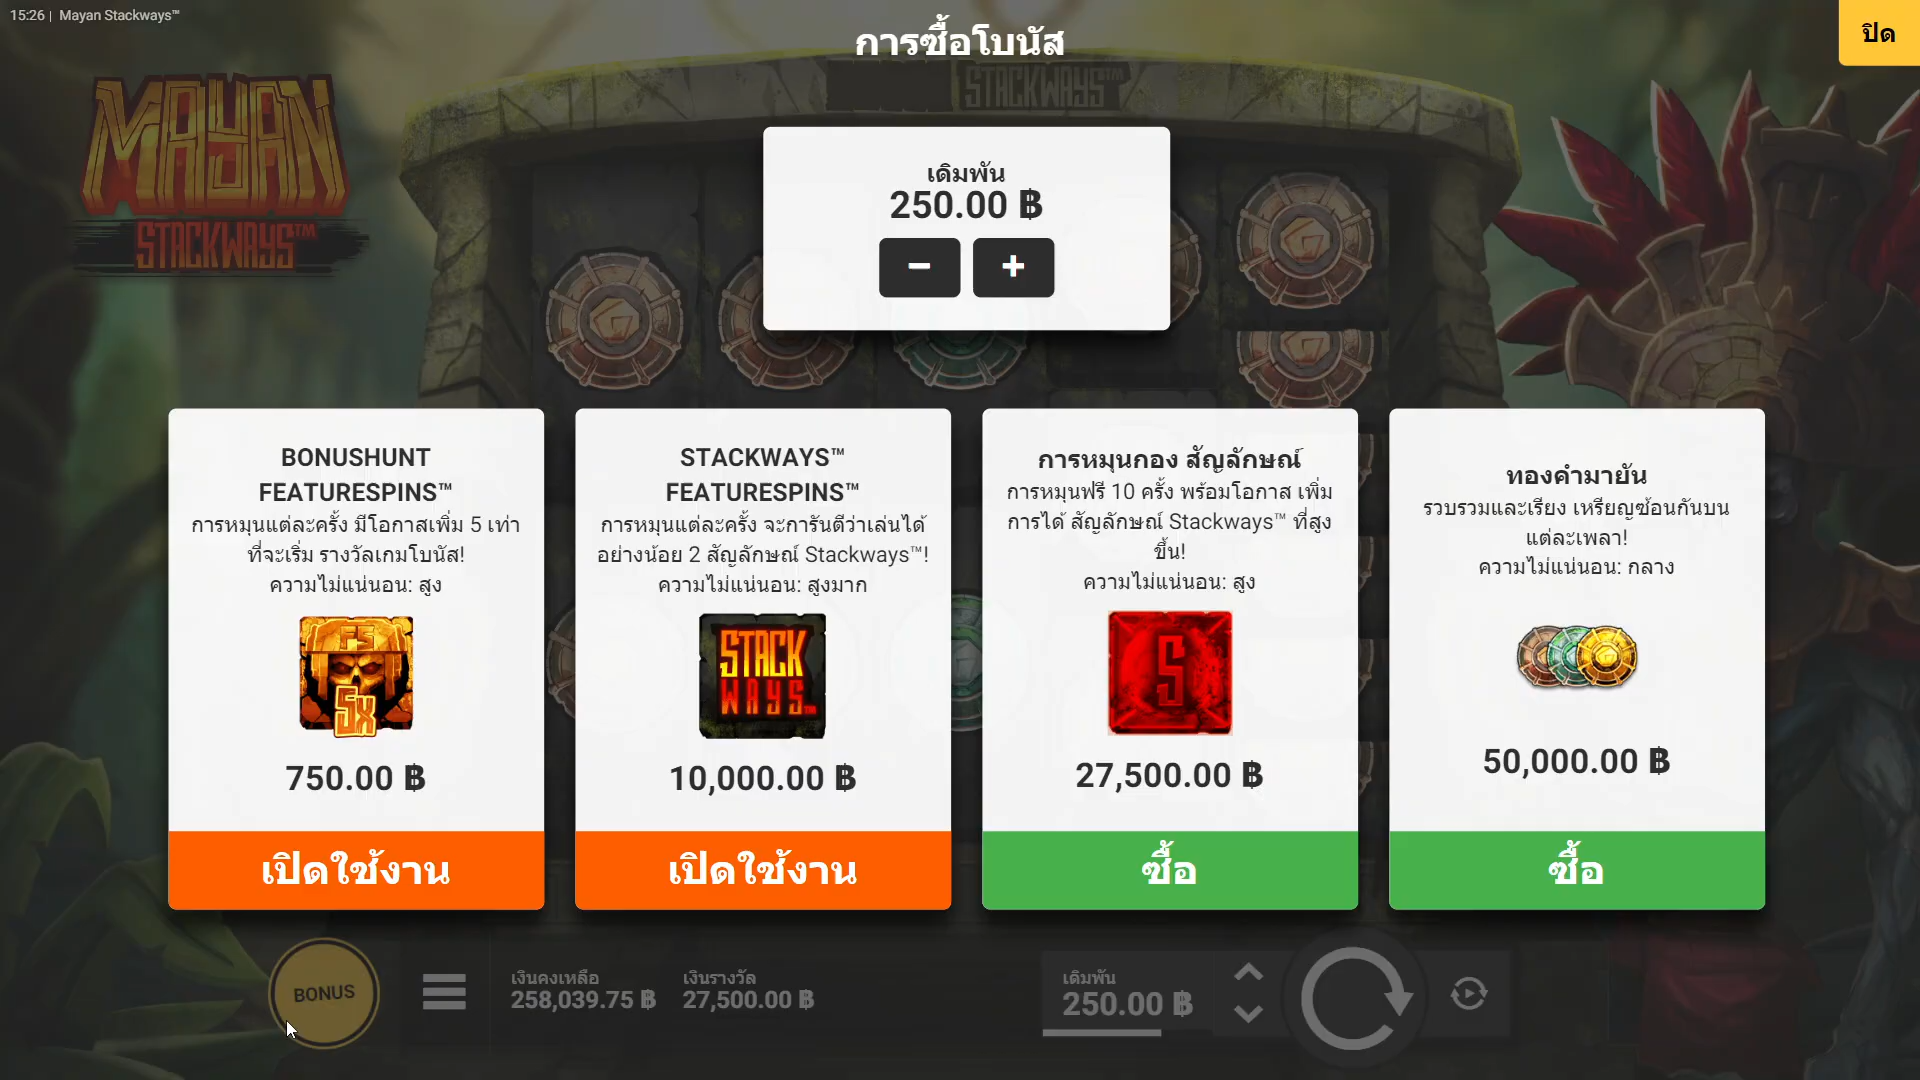 15:26 | Mayan Stackways™
การซื้อโบนัส
ปิด
MAYAN
STACKWAYS™
STACKWAYS™
เดิมพัน
250.00 ฿
− +
BONUSHUNT
FEATURESPINS™
การหมุนแต่ละครั้ง มีโอกาสเพิ่ม 5 เท่า
ที่จะเริ่ม รางวัลเกมโบนัส!
ความไม่แน่นอน: สูง
FS
5x
750.00 ฿
เปิดใช้งาน
STACKWAYS™
FEATURESPINS™
การหมุนแต่ละครั้ง จะการันตีว่าเล่นได้
อย่างน้อย 2 สัญลักษณ์ Stackways™!
ความไม่แน่นอน: สูงมาก
STACK
WAYS™
10,000.00 ฿
เปิดใช้งาน
การหมุนกอง สัญลักษณ์
การหมุนฟรี 10 ครั้ง พร้อมโอกาส เพิ่ม
การได้ สัญลักษณ์ Stackways™ ที่สูง
ขึ้น!
ความไม่แน่นอน: สูง
S
27,500.00 ฿
ซื้อ
ทองคำมายัน
รวบรวมและเรียง เหรียญซ้อนกันบน
แต่ละเพลา!
ความไม่แน่นอน: กลาง
50,000.00 ฿
ซื้อ
BONUS
เงินคงเหลือ
258,039.75 ฿
เงินรางวัล
27,500.00 ฿
เดิมพัน
250.00 ฿